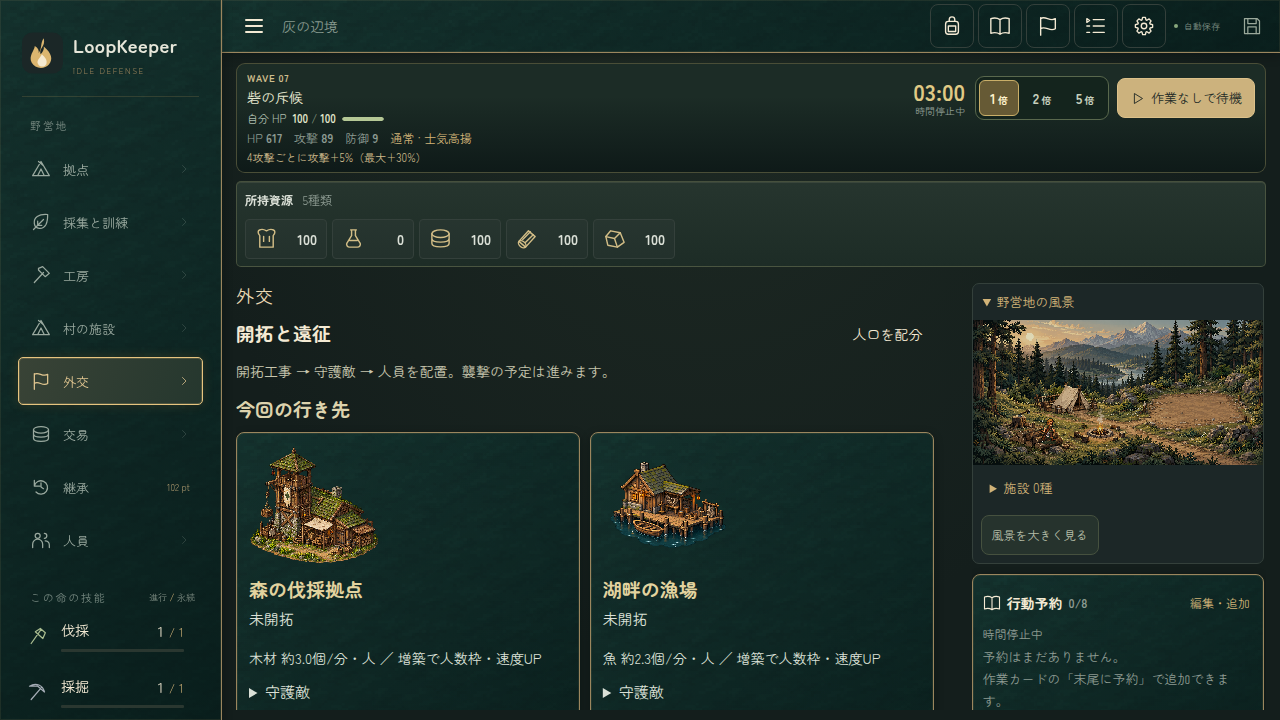 LoopKeeper
IDLE DEFENSE
野営地
拠点
採集と訓練
工房
村の施設
外交
交易
継承 102 pt
人員
この命の技能 進行 / 永続
伐採 1 / 1
採掘 1 / 1
灰の辺境
自動保存
WAVE 07
砦の斥候
自分 HP 100 / 100
HP 617 攻撃 89 防御 9 通常 · 士気高揚
4攻撃ごとに攻撃+5%（最大+30%）
03:00
時間停止中
1倍 2倍 5倍
作業なしで待機
所持資源 5種類
100 0 100 100 100
外交
開拓と遠征
人口を配分
開拓工事 → 守護敵 → 人員を配置。襲撃の予定は進みます。
今回の行き先
森の伐採拠点
未開拓
木材 約3.0個/分・人 ／ 増築で人数枠・速度UP
▶ 守護敵
湖畔の漁場
未開拓
魚 約2.3個/分・人 ／ 増築で人数枠・速度UP
▶ 守護敵
▼ 野営地の風景
▶ 施設 0種
風景を大きく見る
行動予約 0/8
編集・追加
時間停止中
予約はまだありません。
作業カードの「末尾に予約」で追加できま
す。